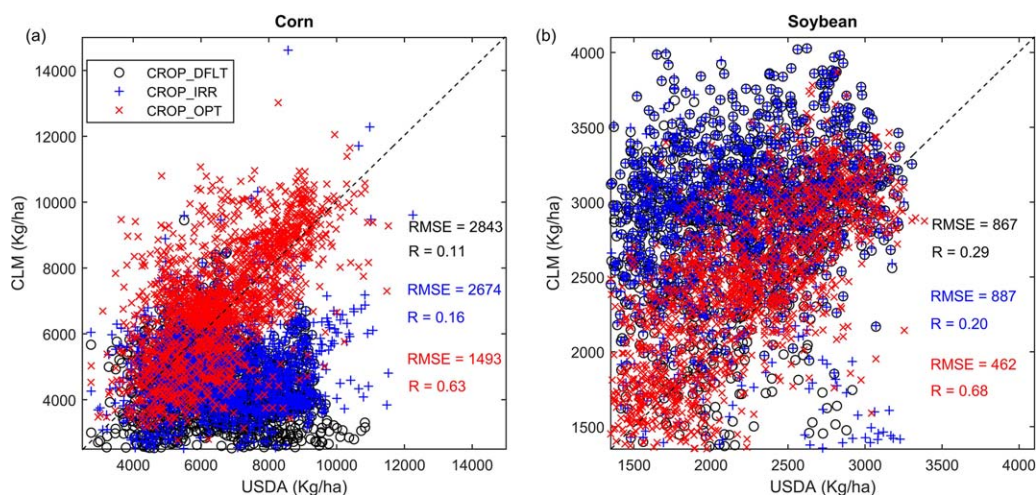 Corn
(a)
CLM (Kg/ha)
14000
12000
10000
8000
6000
4000
CROP_DFLT
CROP_IRR
CROP_OPT
RMSE = 2843
R = 0.11
RMSE = 2674
R = 0.16
RMSE = 1493
R = 0.63
4000 6000 8000 10000 12000 14000
USDA (Kg/ha)
Soybean
(b)
CLM (Kg/ha)
4000
3500
3000
2500
2000
1500
RMSE = 867
R = 0.29
RMSE = 887
R = 0.20
RMSE = 462
R = 0.68
1500 2000 2500 3000 3500 4000
USDA (Kg/ha)